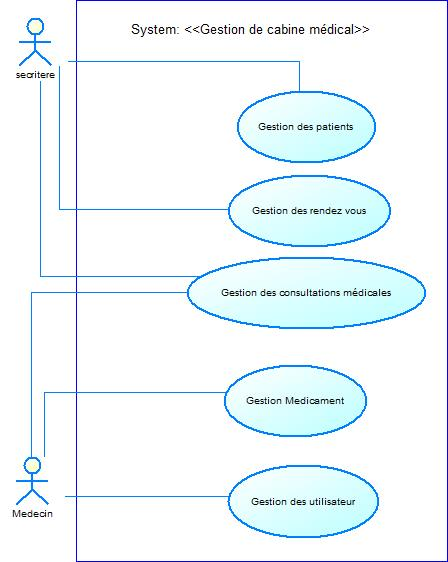 System: <<Gestion de cabine médical>>
secritere
Gestion des patients
Gestion des rendez vous
Gestion des consultations médicales
Gestion Medicament
Gestion des utilisateur
Medecin